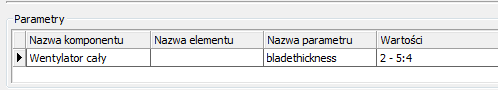 Parametry
Nazwa komponentu Nazwa elementu Nazwa parametru Wartości
Wentylator cały bladethickness 2 - 5:4